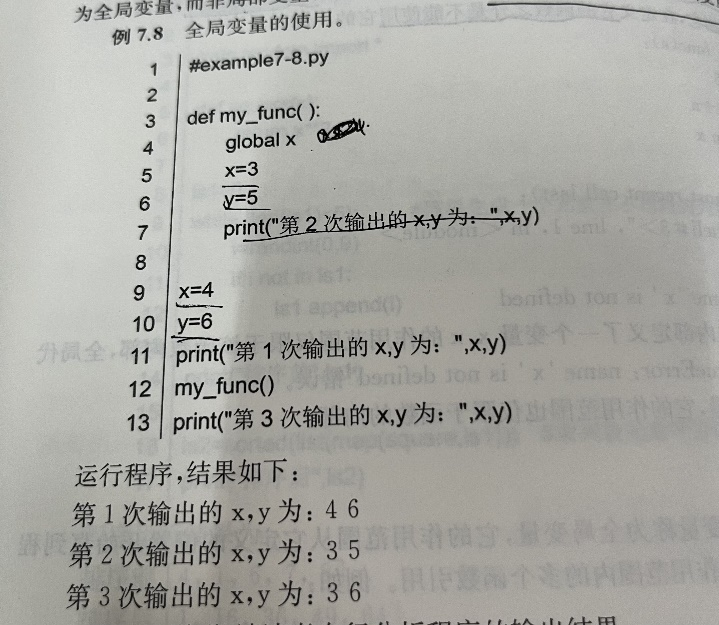 为全局变量,而非局部变量
例 7.8 全局变量的使用。
1 #example7-8.py
2
3 def my_func( ):
4 global x
5 x=3
6 y=5
7 print("第 2 次输出的 x,y 为：",x,y)
8
9 x=4
10 y=6
11 print("第 1 次输出的 x,y 为：",x,y)
12 my_func()
13 print("第 3 次输出的 x,y 为：",x,y)
运行程序,结果如下：
第 1 次输出的 x,y 为：4 6
第 2 次输出的 x,y 为：3 5
第 3 次输出的 x,y 为：3 6